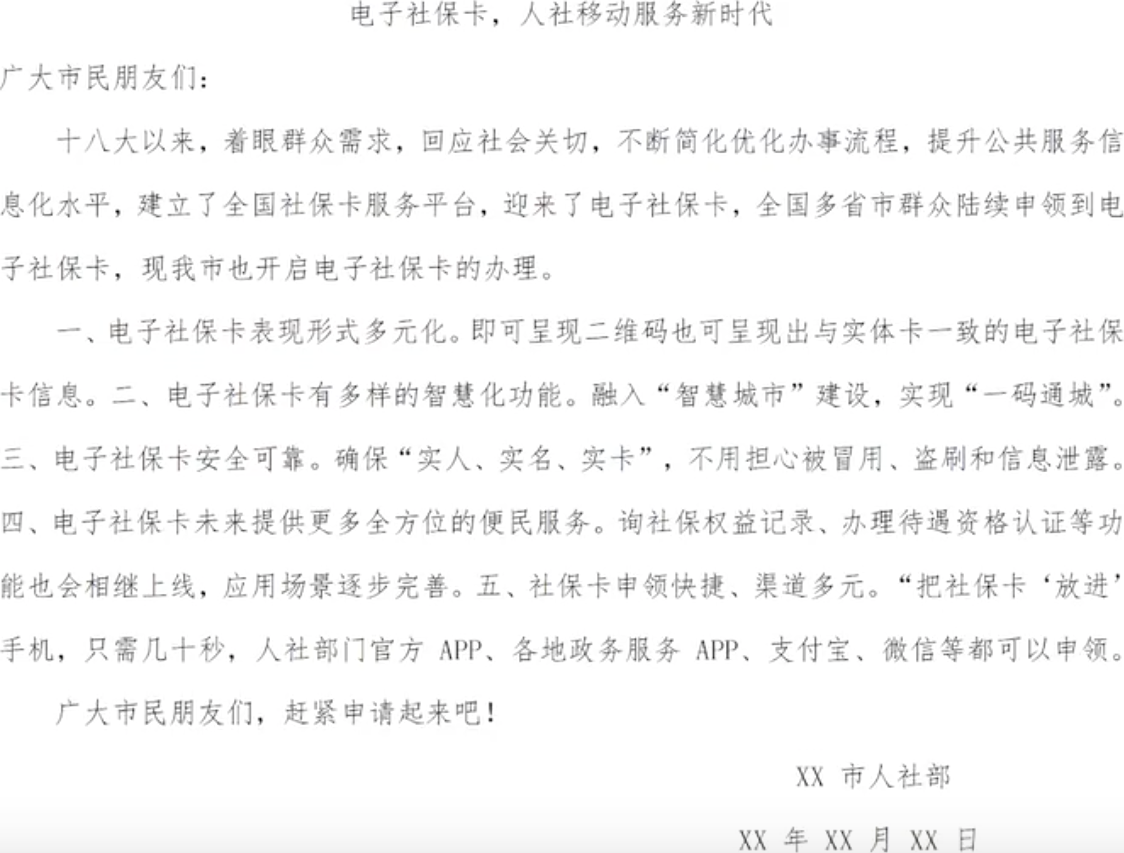 电子社保卡，人社移动服务新时代
广大市民朋友们：
十八大以来，着眼群众需求，回应社会关切，不断简化优化办事流程，提升公共服务信
息化水平，建立了全国社保卡服务平台，迎来了电子社保卡，全国多省市群众陆续申领到电
子社保卡，现我市也开启电子社保卡的办理。
一、电子社保卡表现形式多元化。即可呈现二维码也可呈现出与实体卡一致的电子社保
卡信息。二、电子社保卡有多样的智慧化功能。融入“智慧城市”建设，实现“一码通城”。
三、电子社保卡安全可靠。确保“实人、实名、实卡”，不用担心被冒用、盗刷和信息泄露。
四、电子社保卡未来提供更多全方位的便民服务。询社保权益记录、办理待遇资格认证等功
能也会相继上线，应用场景逐步完善。五、社保卡申领快捷、渠道多元。“把社保卡‘放进’
手机，只需几十秒，人社部门官方 APP、各地政务服务 APP、支付宝、微信等都可以申领。
广大市民朋友们，赶紧申请起来吧！
XX 市人社部
XX 年 XX 月 XX 日